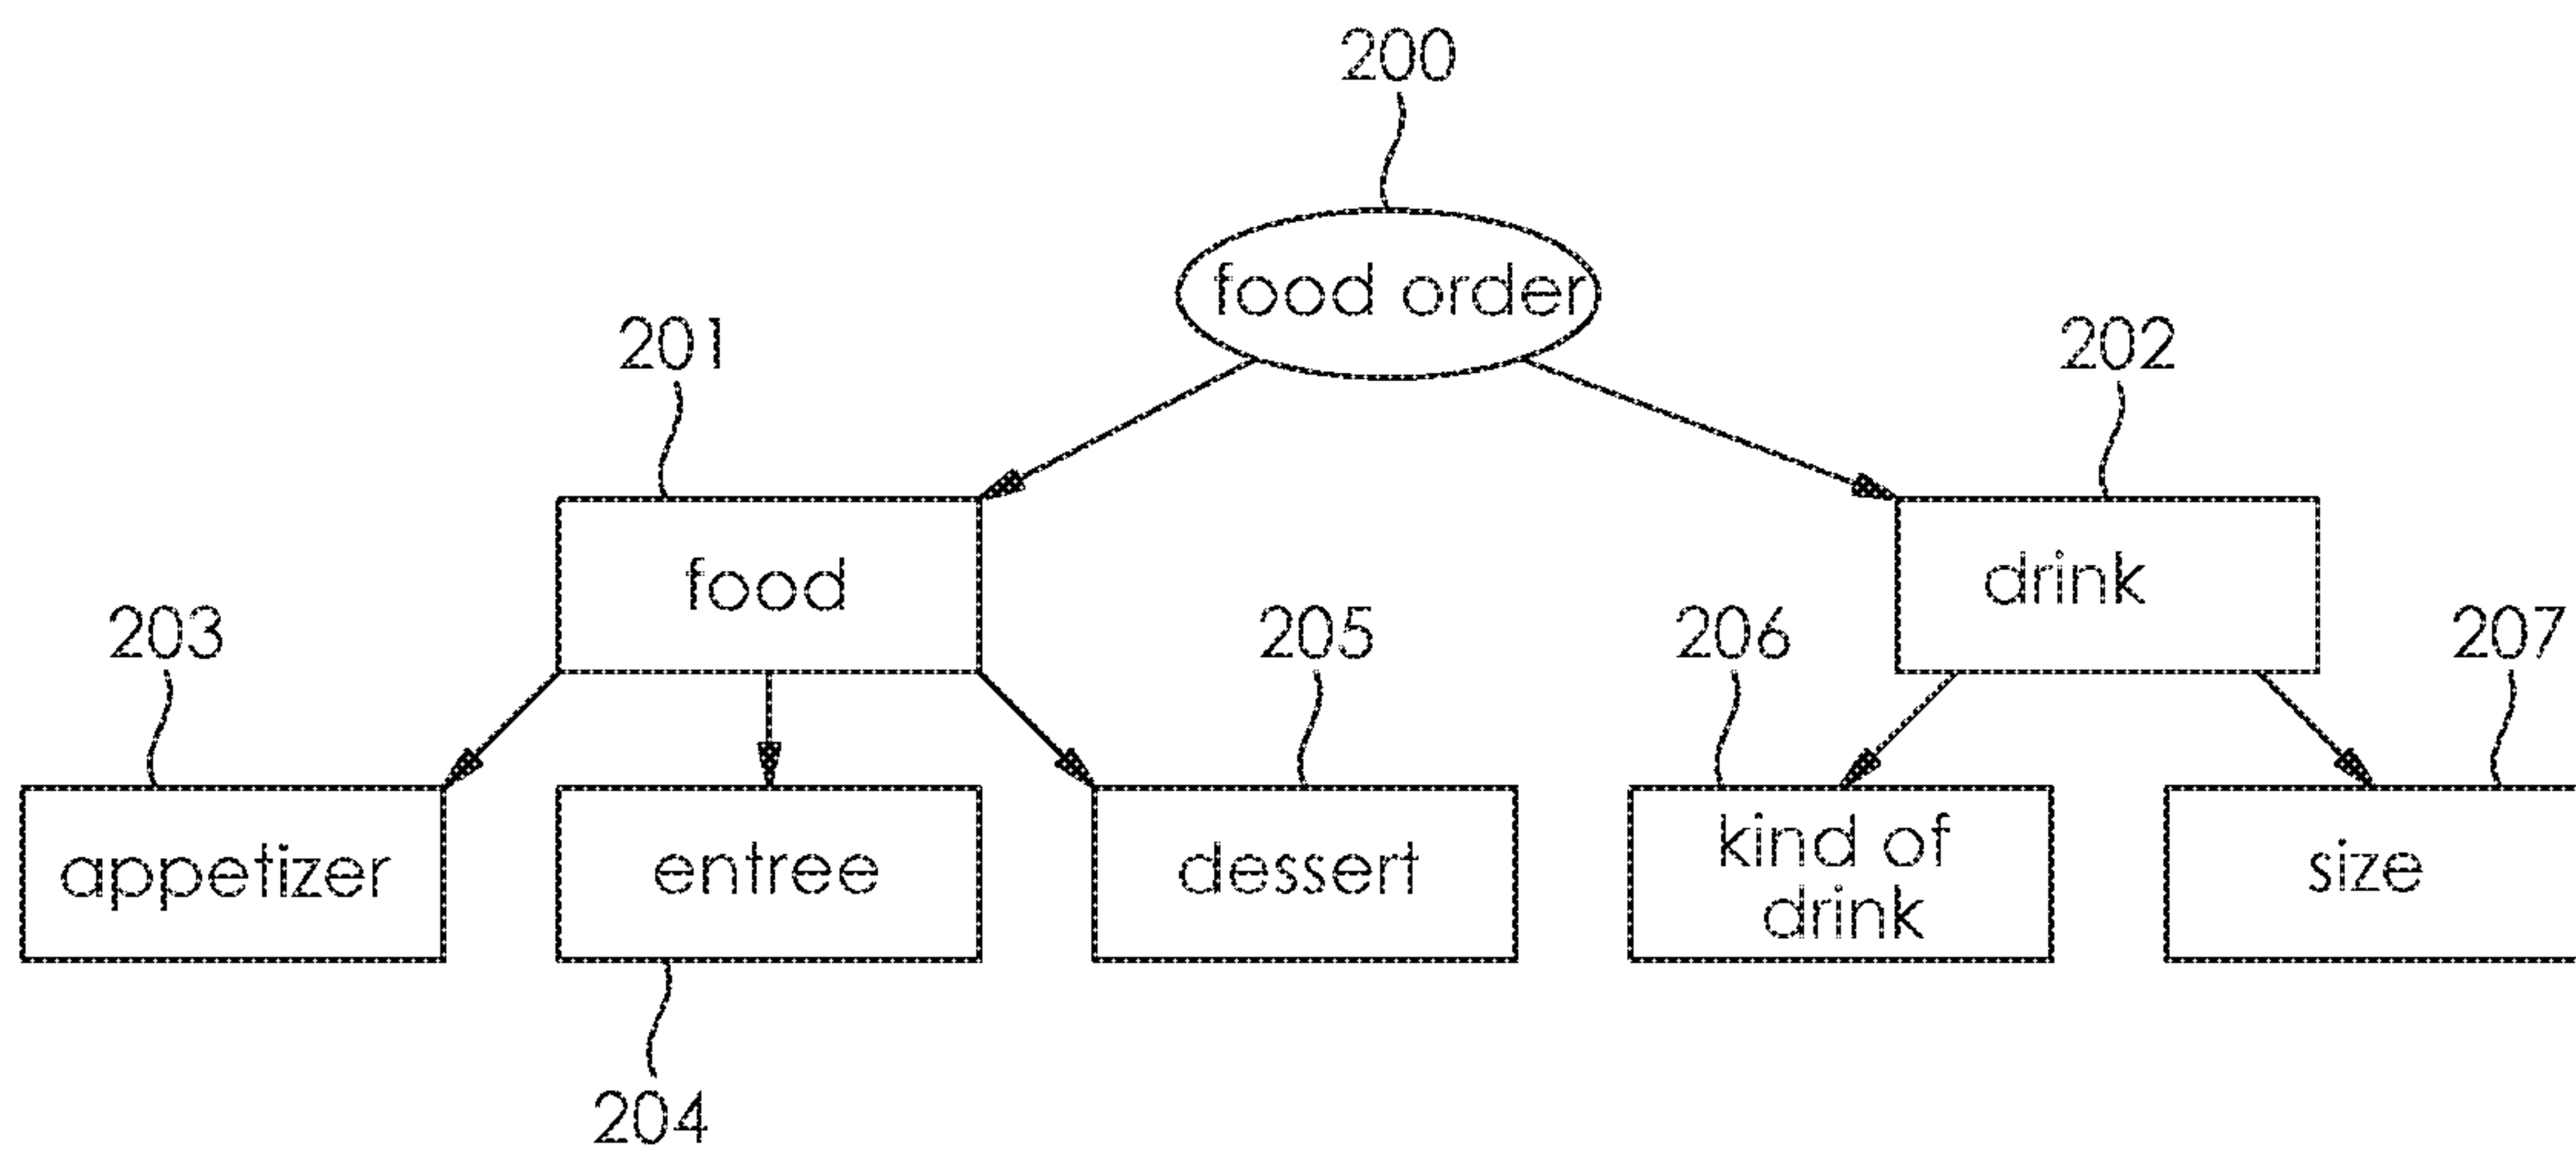 200
food order
201
202
food
drink
203
205
206
207
appetizer
entree
dessert
kind of
drink
size
204